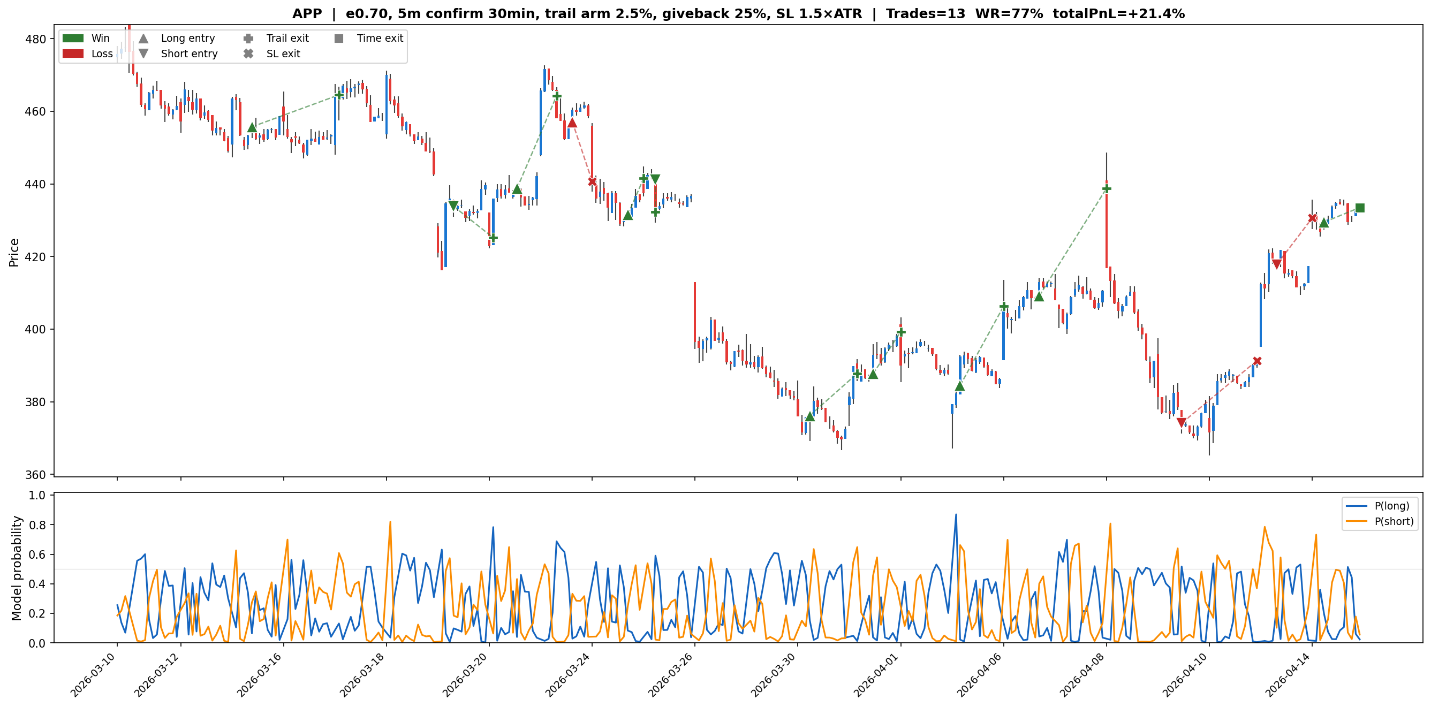 APP | e0.70, 5m confirm 30min, trail arm 2.5%, giveback 25%, SL 1.5×ATR | Trades=13 WR=77% totalPnL=+21.4%
Win Long entry Trail exit Time exit
Loss Short entry SL exit
480
460
440
420
400
380
360
Price
P(long)
P(short)
1.0
0.8
0.6
0.4
0.2
0.0
Model probability
2026-03-10 2026-03-12 2026-03-16 2026-03-18 2026-03-20 2026-03-24 2026-03-26 2026-03-30 2026-04-01 2026-04-06 2026-04-08 2026-04-10 2026-04-14